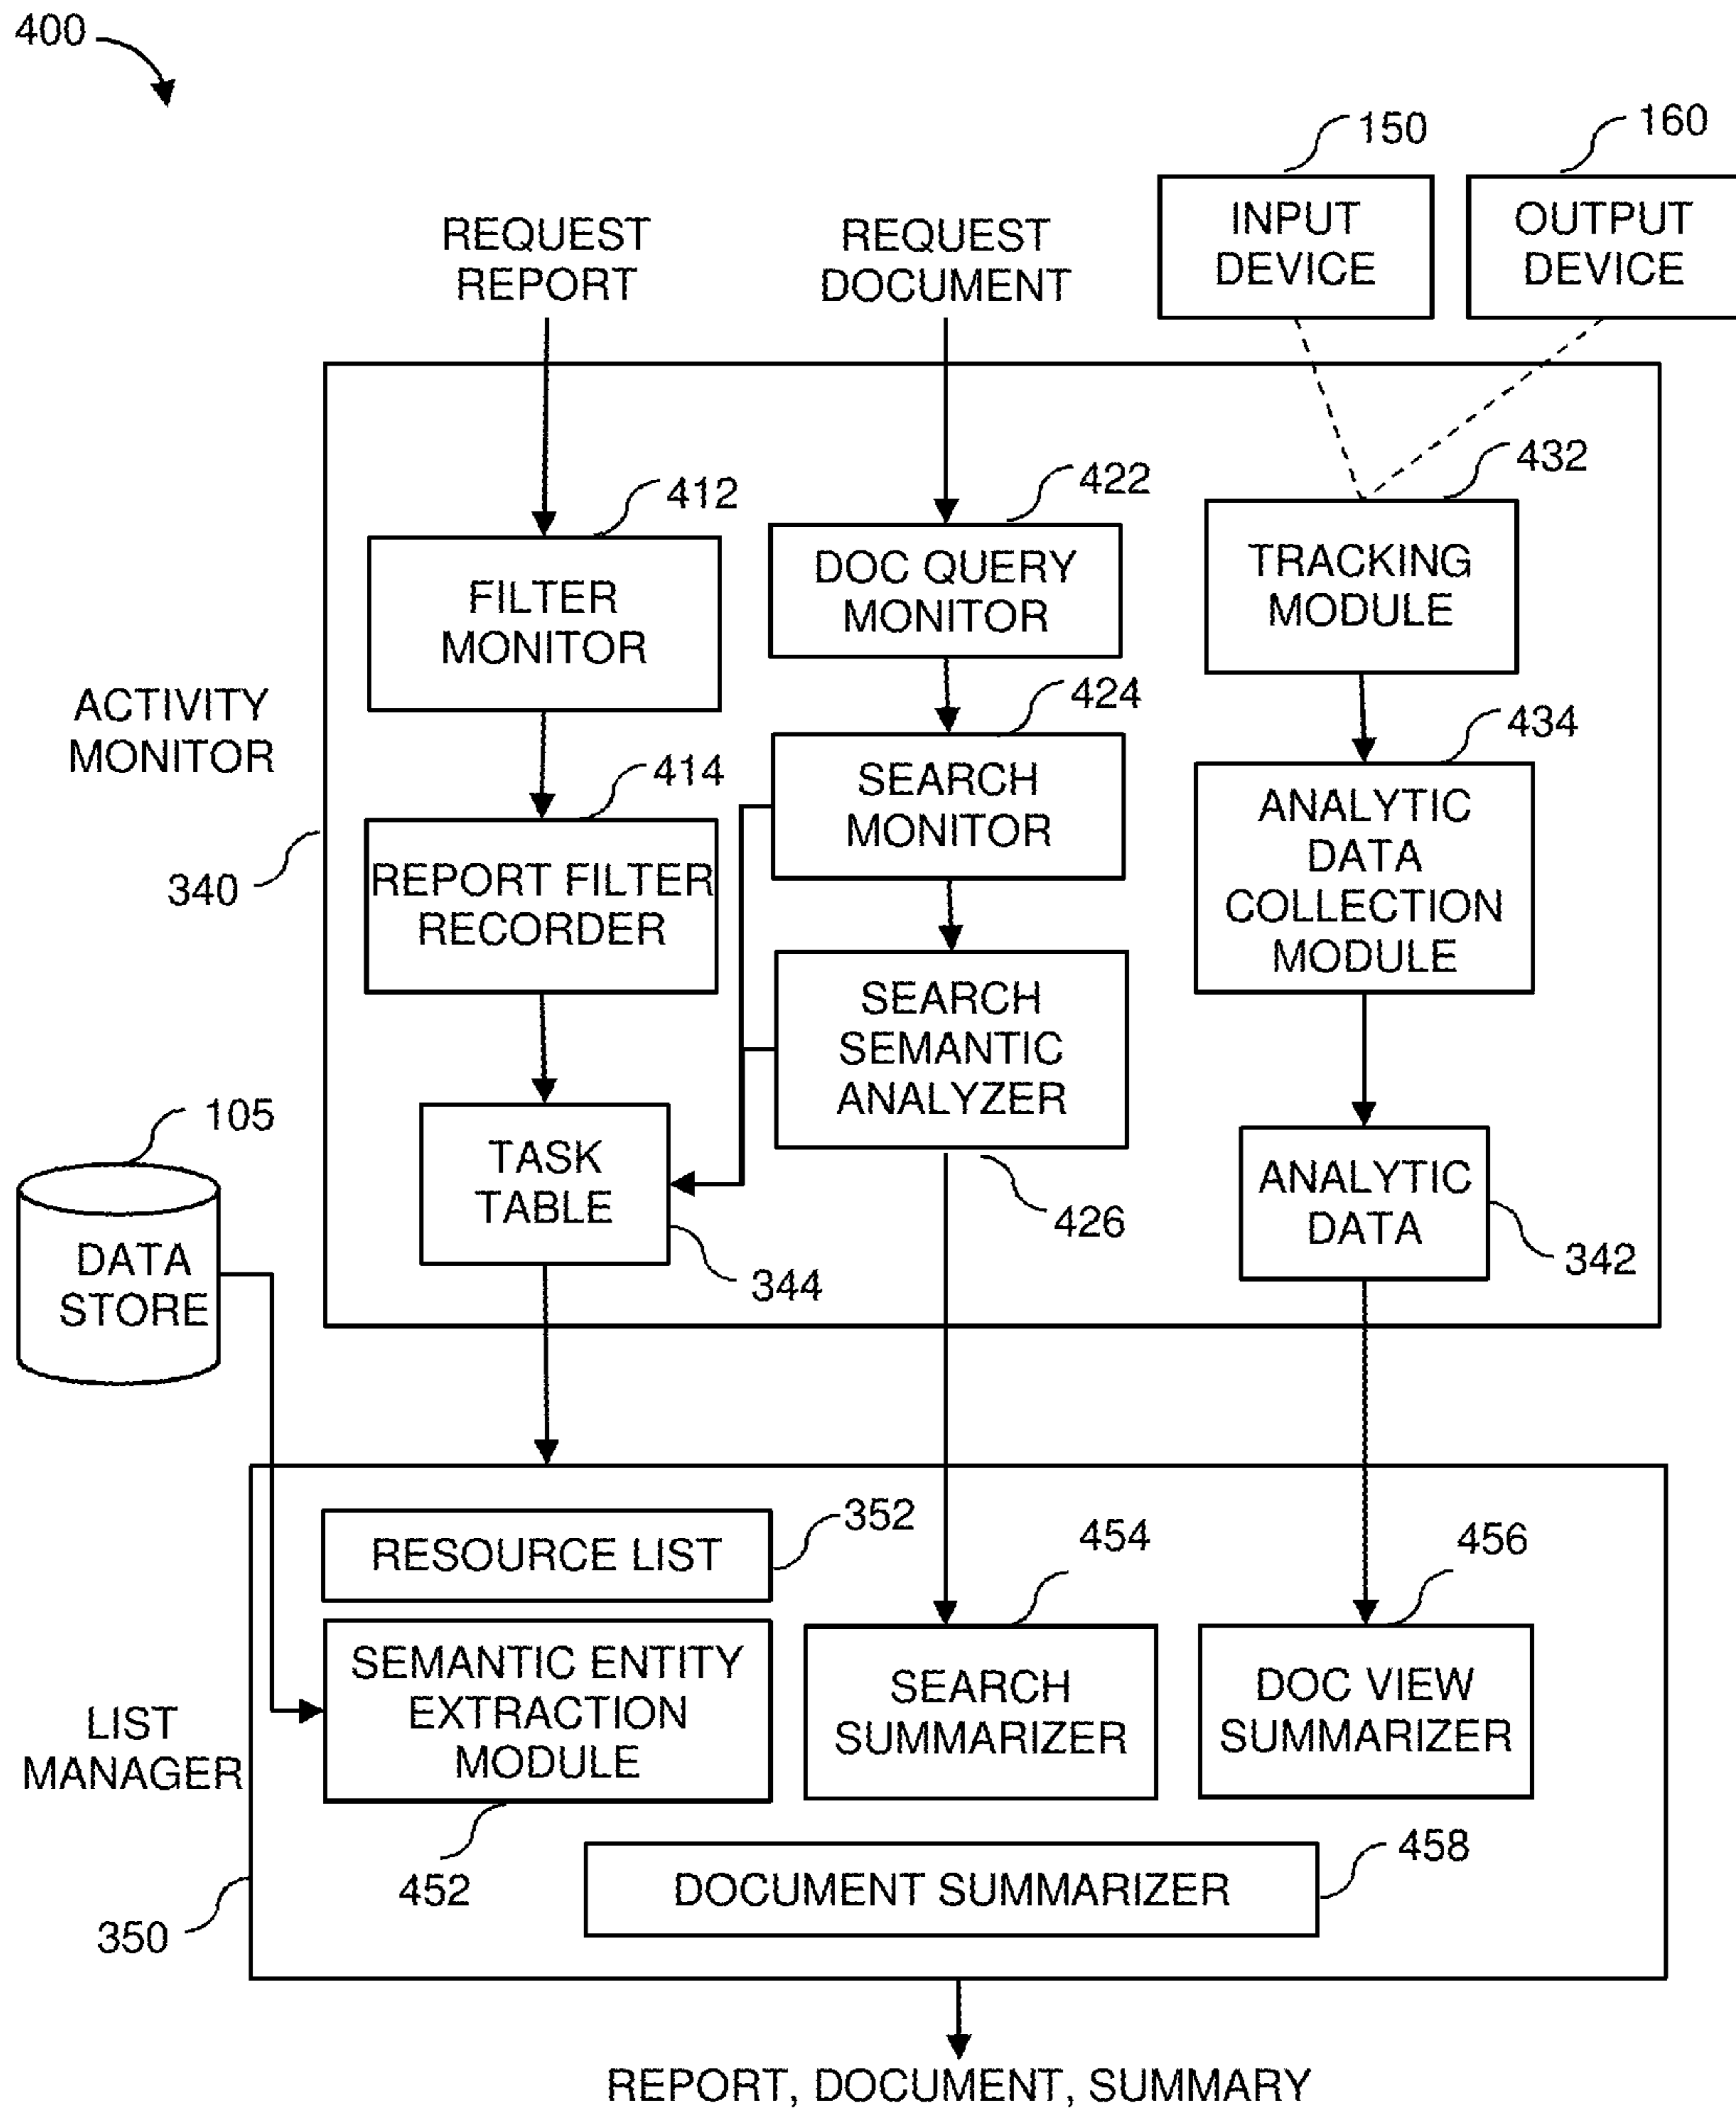 400
150
160
REQUEST
REPORT
REQUEST
DOCUMENT
INPUT
DEVICE
OUTPUT
DEVICE
412
422
432
FILTER
MONITOR
DOC QUERY
MONITOR
TRACKING
MODULE
ACTIVITY
MONITOR
340
414
424
434
REPORT FILTER
RECORDER
SEARCH
MONITOR
ANALYTIC
DATA
COLLECTION
MODULE
SEARCH
SEMANTIC
ANALYZER
426
105
DATA
STORE
TASK
TABLE
344
ANALYTIC
DATA
342
RESOURCE LIST
352
454
456
LIST
MANAGER
350
SEMANTIC ENTITY
EXTRACTION
MODULE
452
SEARCH
SUMMARIZER
DOC VIEW
SUMMARIZER
DOCUMENT SUMMARIZER
458
REPORT, DOCUMENT, SUMMARY